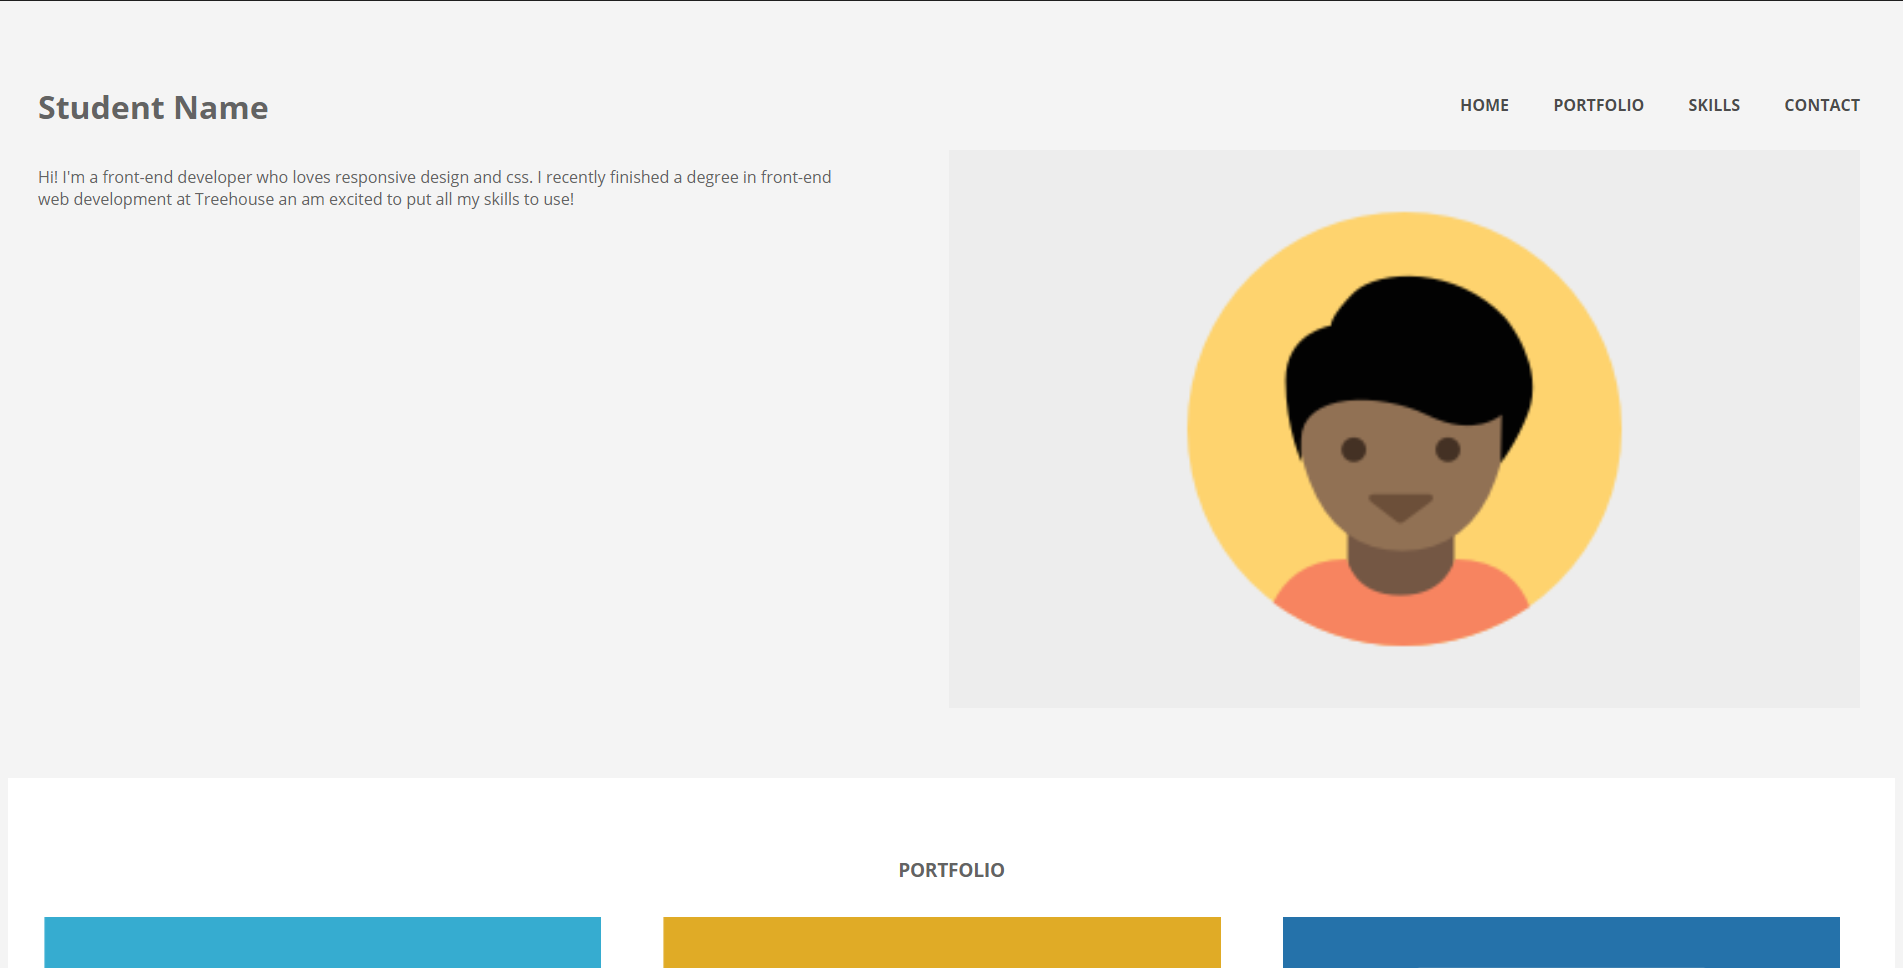 Student Name
HOME PORTFOLIO SKILLS CONTACT
Hi! I'm a front-end developer who loves responsive design and css. I recently finished a degree in front-end
web development at Treehouse an am excited to put all my skills to use!
PORTFOLIO